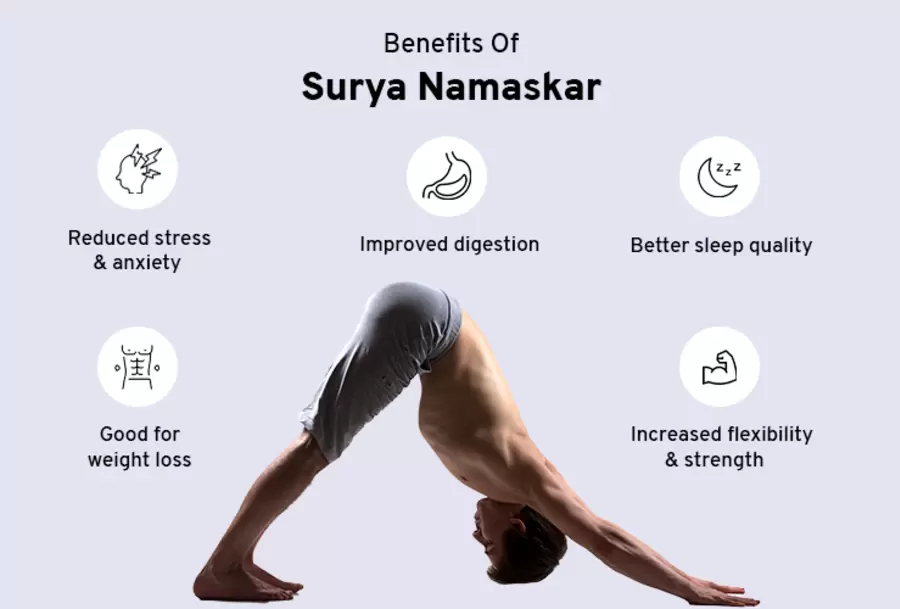 Benefits Of
Surya Namaskar
Reduced stress
& anxiety
Improved digestion
Better sleep quality
Good for
weight loss
Increased flexibility
& strength